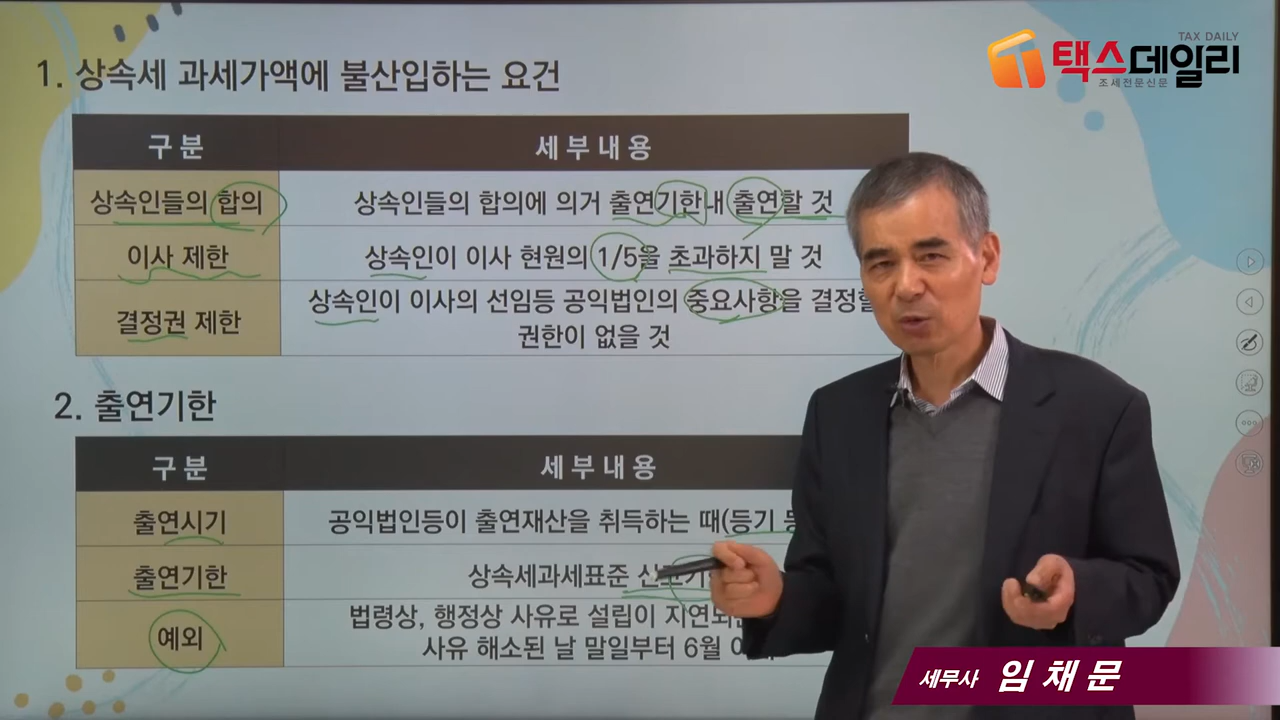 TAX DAILY
택스데일리
조세전문신문
1. 상속세 과세가액에 불산입하는 요건
구 분 세 부 내 용
상속인들의 합의 상속인들의 합의에 의거 출연기한내 출연할 것
이사 제한 상속인이 이사 현원의 1/5을 초과하지 말 것
결정권 제한 상속인이 이사의 선임등 공익법인의 중요사항을 결정할
권한이 없을 것
2. 출연기한
구 분 세 부 내 용
출연시기 공익법인등이 출연재산을 취득하는 때(등기 등
출연기한 상속세과세표준 신고기
예외 법령상, 행정상 사유로 설립이 지연되
사유 해소된 날 말일부터 6월
세무사 임채문